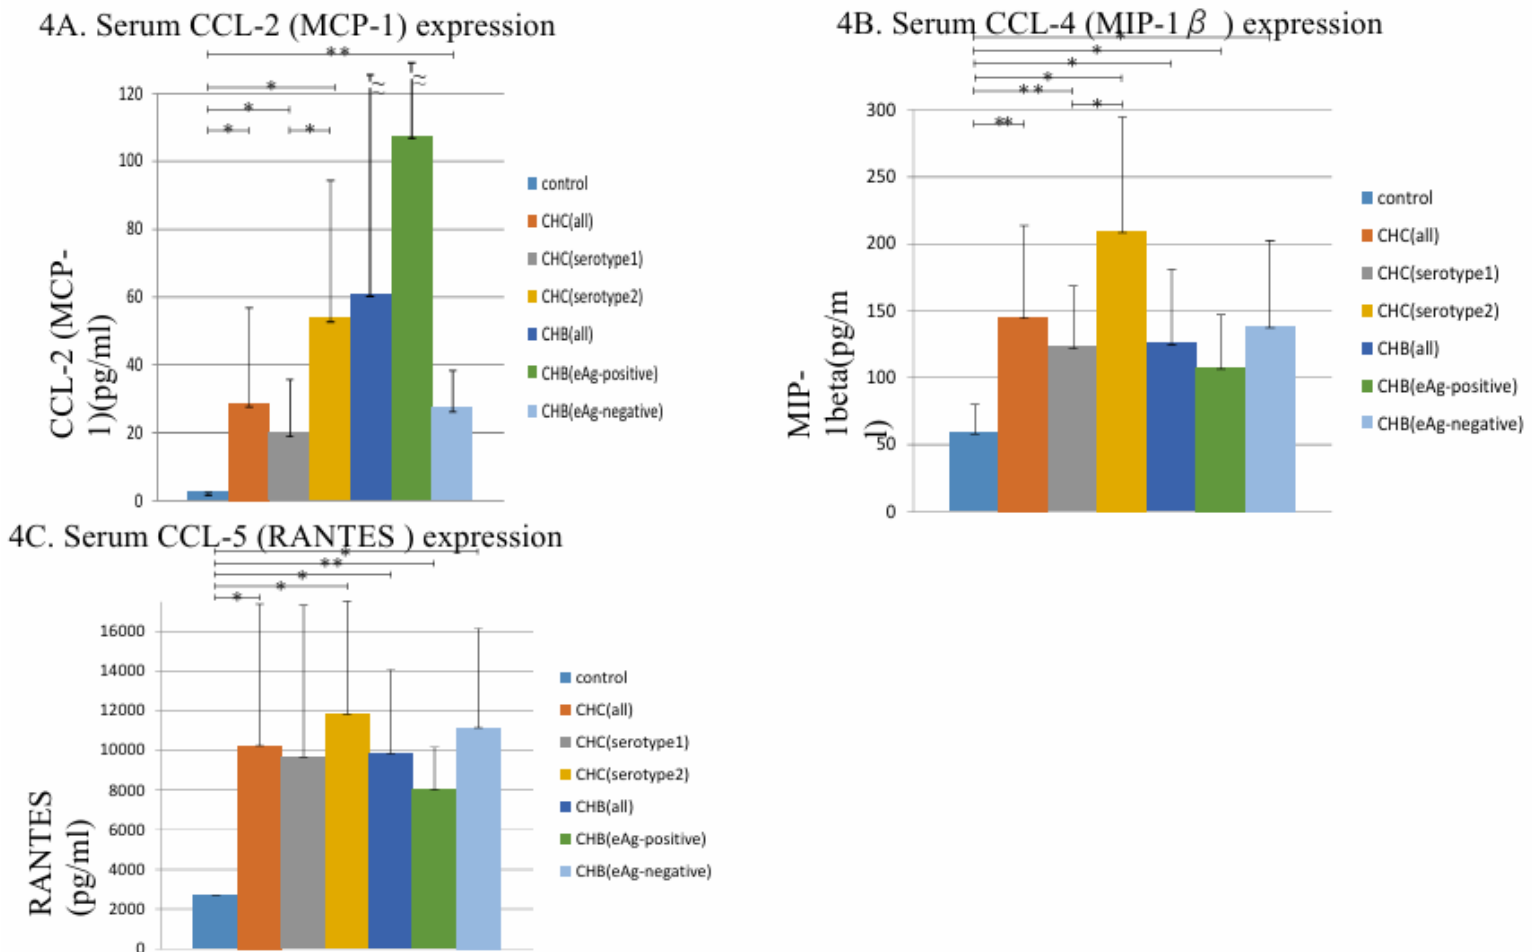 4A. Serum CCL-2 (MCP-1) expression
**
*
*
*
*
120
100
80
60
40
20
0
CCL-2 (MCP-
1)(pg/ml)
control
CHC(all)
CHC(serotype1)
CHC(serotype2)
CHB(all)
CHB(eAg-positive)
CHB(eAg-negative)
4B. Serum CCL-4 (MIP-1β ) expression
*
*
*
*
**
*
**
300
250
200
150
100
50
0
MIP-
1beta(pg/m
l)
control
CHC(all)
CHC(serotype1)
CHC(serotype2)
CHB(all)
CHB(eAg-positive)
CHB(eAg-negative)
4C. Serum CCL-5 (RANTES ) expression
*
**
*
*
*
16000
14000
12000
10000
8000
6000
4000
2000
0
RANTES
(pg/ml)
control
CHC(all)
CHC(serotype1)
CHC(serotype2)
CHB(all)
CHB(eAg-positive)
CHB(eAg-negative)